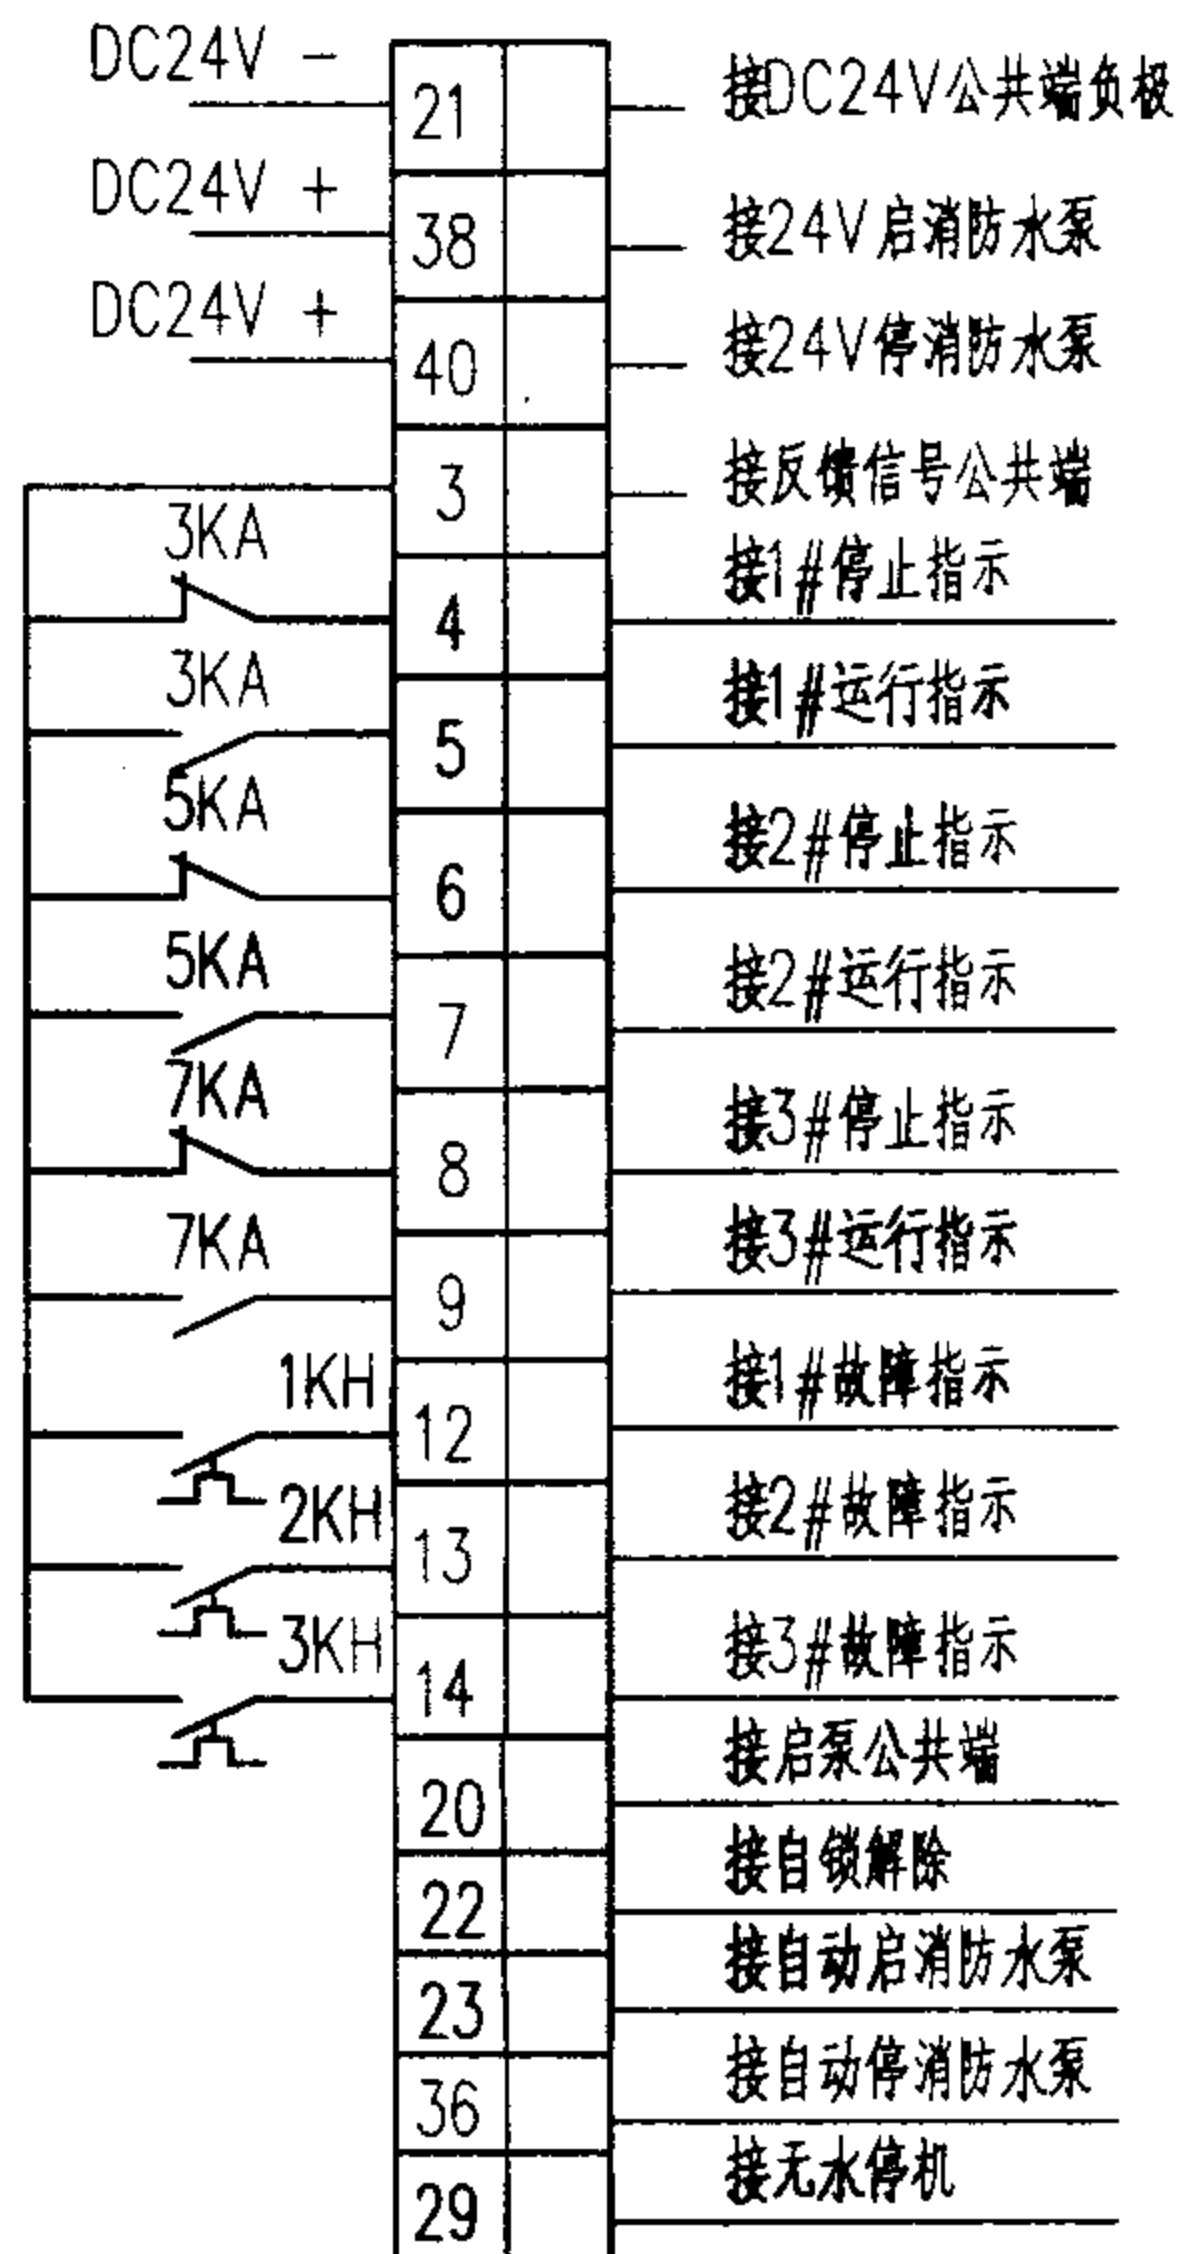 DC24V - 21 接DC24V公共端负极
DC24V + 38 接24V启消防水泵
DC24V + 40 接24V停消防水泵
3 接反馈信号公共端
3KA 4 接1#停止指示
3KA 5 接1#运行指示
5KA 6 接2#停止指示
5KA 7 接2#运行指示
7KA 8 接3#停止指示
7KA 9 接3#运行指示
1KH 12 接1#故障指示
2KH 13 接2#故障指示
3KH 14 接3#故障指示
20 接启泵公共端
22 接自锁解除
23 接自动启消防水泵
36 接自动停消防水泵
29 接无水停机